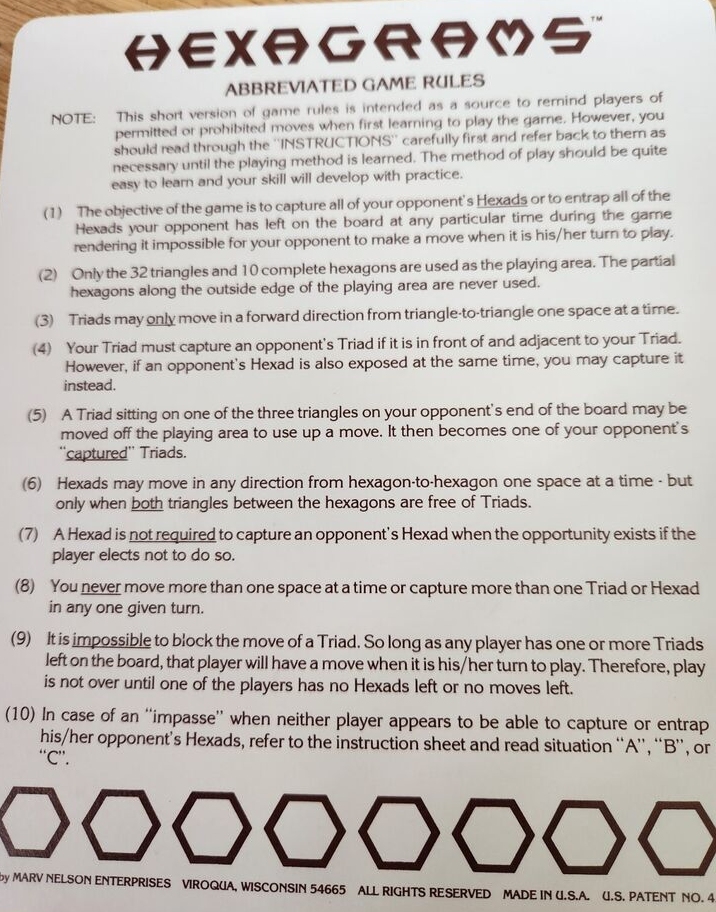 HEXAGRAMS™
ABBREVIATED GAME RULES
NOTE: This short version of game rules is intended as a source to remind players of
permitted or prohibited moves when first learning to play the game. However, you
should read through the "INSTRUCTIONS" carefully first and refer back to them as
necessary until the playing method is learned. The method of play should be quite
easy to learn and your skill will develop with practice.
(1) The objective of the game is to capture all of your opponent's Hexads or to entrap all of the
Hexads your opponent has left on the board at any particular time during the game
rendering it impossible for your opponent to make a move when it is his/her turn to play.
(2) Only the 32 triangles and 10 complete hexagons are used as the playing area. The partial
hexagons along the outside edge of the playing area are never used.
(3) Triads may only move in a forward direction from triangle-to-triangle one space at a time.
(4) Your Triad must capture an opponent's Triad if it is in front of and adjacent to your Triad.
However, if an opponent's Hexad is also exposed at the same time, you may capture it
instead.
(5) A Triad sitting on one of the three triangles on your opponent's end of the board may be
moved off the playing area to use up a move. It then becomes one of your opponent's
"captured" Triads.
(6) Hexads may move in any direction from hexagon-to-hexagon one space at a time - but
only when both triangles between the hexagons are free of Triads.
(7) A Hexad is not required to capture an opponent's Hexad when the opportunity exists if the
player elects not to do so.
(8) You never move more than one space at a time or capture more than one Triad or Hexad
in any one given turn.
(9) It is impossible to block the move of a Triad. So long as any player has one or more Triads
left on the board, that player will have a move when it is his/her turn to play. Therefore, play
is not over until one of the players has no Hexads left or no moves left.
(10) In case of an "impasse" when neither player appears to be able to capture or entrap
his/her opponent's Hexads, refer to the instruction sheet and read situation "A", "B", or
"C".
by MARV NELSON ENTERPRISES VIROQUA, WISCONSIN 54665 ALL RIGHTS RESERVED MADE IN U.S.A. U.S. PATENT NO. 4